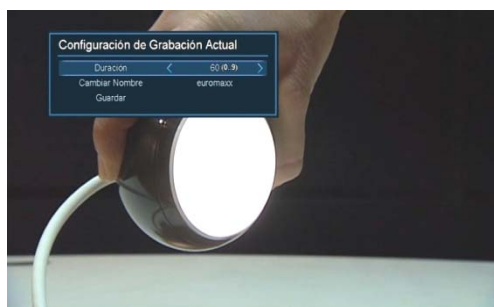 Configuración de Grabación Actual
Duración < 60 (0..9) >
Cambiar Nombre euromaxx
Guardar